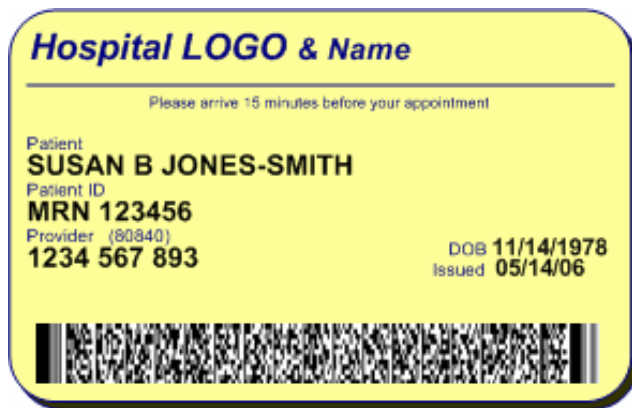 Hospital LOGO & Name
Please arrive 15 minutes before your appointment
Patient
SUSAN B JONES-SMITH
Patient ID
MRN 123456
Provider (80840)
1234 567 893
DOB 11/14/1978
Issued 05/14/06